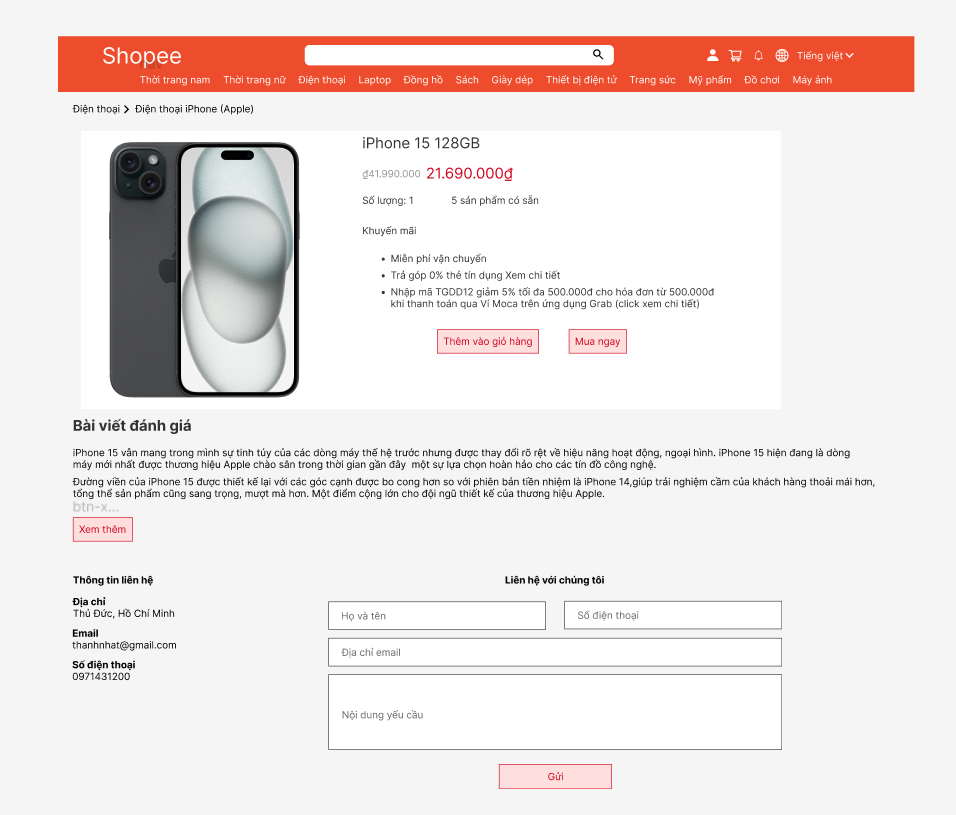 Shopee
Tiếng việt
Thời trang nam Thời trang nữ Điện thoại Laptop Đồng hồ Sách Giày dép Thiết bị điện tử Trang sức Mỹ phẩm Đồ chơi Máy ảnh
Điện thoại Điện thoại iPhone (Apple)
iPhone 15 128GB
₫41.990.000 21.690.000₫
Số lượng: 1 5 sản phẩm có sẵn
Khuyến mãi
• Miễn phí vận chuyển
• Trả góp 0% thẻ tín dụng Xem chi tiết
• Nhập mã TGDD12 giảm 5% tối đa 500.000đ cho hóa đơn từ 500.000đ
khi thanh toán qua Ví Moca trên ứng dụng Grab (click xem chi tiết)
Thêm vào giỏ hàng Mua ngay
Bài viết đánh giá
iPhone 15 vẫn mang trong mình sự tinh túy của các dòng máy thế hệ trước nhưng được thay đổi rõ rệt về hiệu năng hoạt động, ngoại hình. iPhone 15 hiện đang là dòng
máy mới nhất được thương hiệu Apple chào sân trong thời gian gần đây một sự lựa chọn hoàn hảo cho các tín đồ công nghệ.
Đường viền của iPhone 15 được thiết kế lại với các góc cạnh được bo cong hơn so với phiên bản tiền nhiệm là iPhone 14,giúp trải nghiệm cầm của khách hàng thoải mái hơn,
tổng thể sản phẩm cũng sang trọng, mượt mà hơn. Một điểm cộng lớn cho đội ngũ thiết kế của thương hiệu Apple.
btn-x...
Xem thêm
Thông tin liên hệ
Địa chỉ
Thủ Đức, Hồ Chí Minh
Email
thanhnhat@gmail.com
Số điện thoại
0971431200
Liên hệ với chúng tôi
Họ và tên Số điện thoại
Địa chỉ email
Nội dung yếu cầu
Gửi